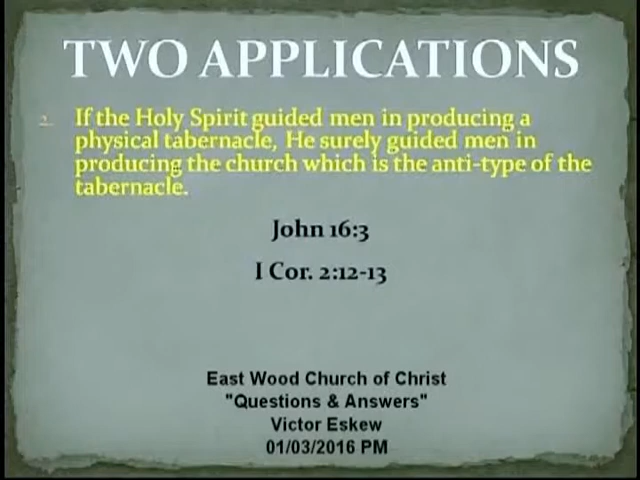 TWO APPLICATIONS
2. If the Holy Spirit guided men in producing a
physical tabernacle, He surely guided men in
producing the church which is the anti-type of the
tabernacle.
John 16:3
I Cor. 2:12-13
East Wood Church of Christ
"Questions & Answers"
Victor Eskew
01/03/2016 PM